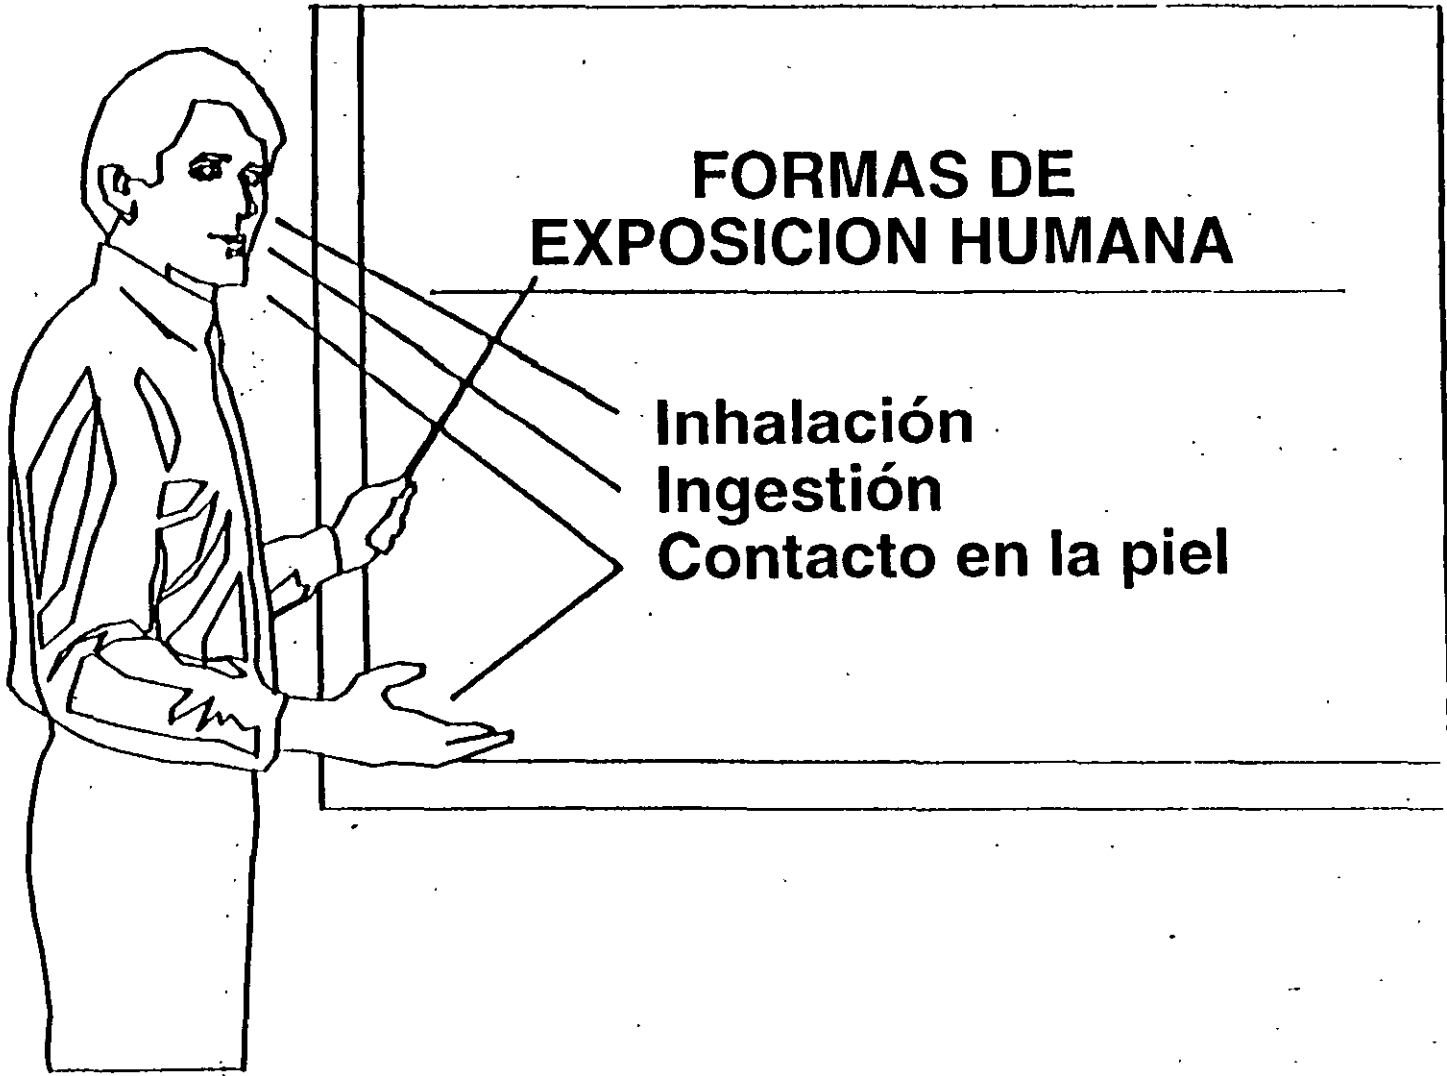 FORMAS DE
EXPOSICION HUMANA
Inhalación
Ingestión
Contacto en la piel